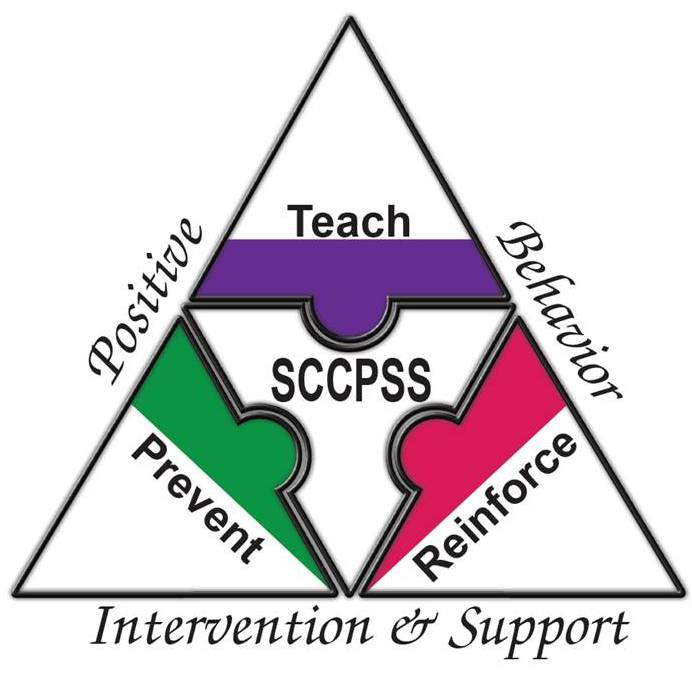 Teach
Positive
Behavior
SCCPSS
Prevent
Reinforce
Intervention & Support